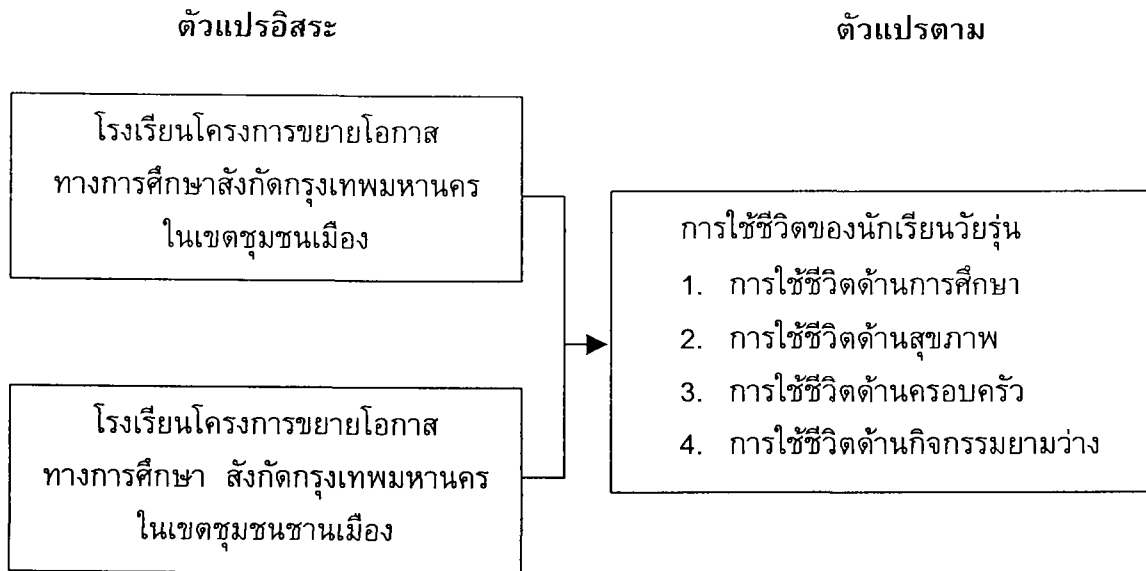 ตัวแปรอิสระ
ตัวแปรตาม
โรงเรียนโครงการขยายโอกาส
ทางการศึกษาสังกัดกรุงเทพมหานคร
ในเขตชุมชนเมือง
โรงเรียนโครงการขยายโอกาส
ทางการศึกษา สังกัดกรุงเทพมหานคร
ในเขตชุมชนชานเมือง
การใช้ชีวิตของนักเรียนวัยรุ่น
1. การใช้ชีวิตด้านการศึกษา
2. การใช้ชีวิตด้านสุขภาพ
3. การใช้ชีวิตด้านครอบครัว
4. การใช้ชีวิตด้านกิจกรรมยามว่าง